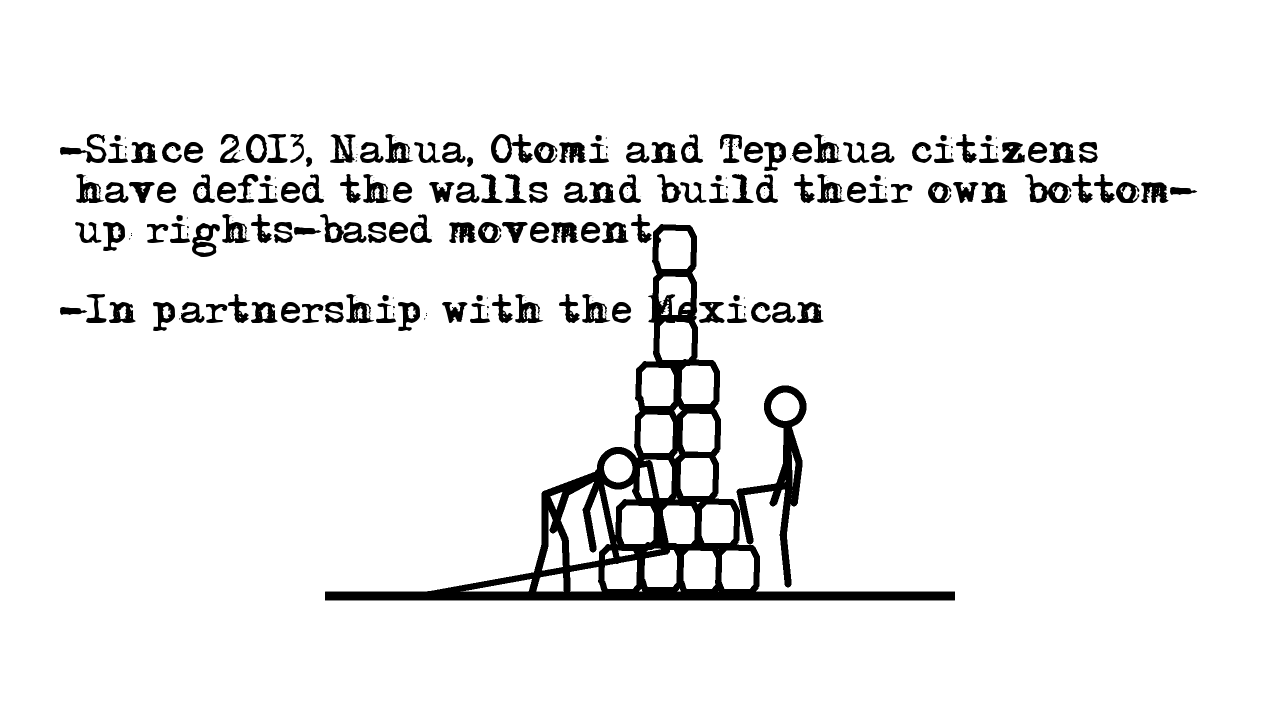 -Since 2013, Nahua, Otomi and Tepehua citizens
have defied the walls and build their own bottom-
up rights-based movement.
-In partnership with the Mexican